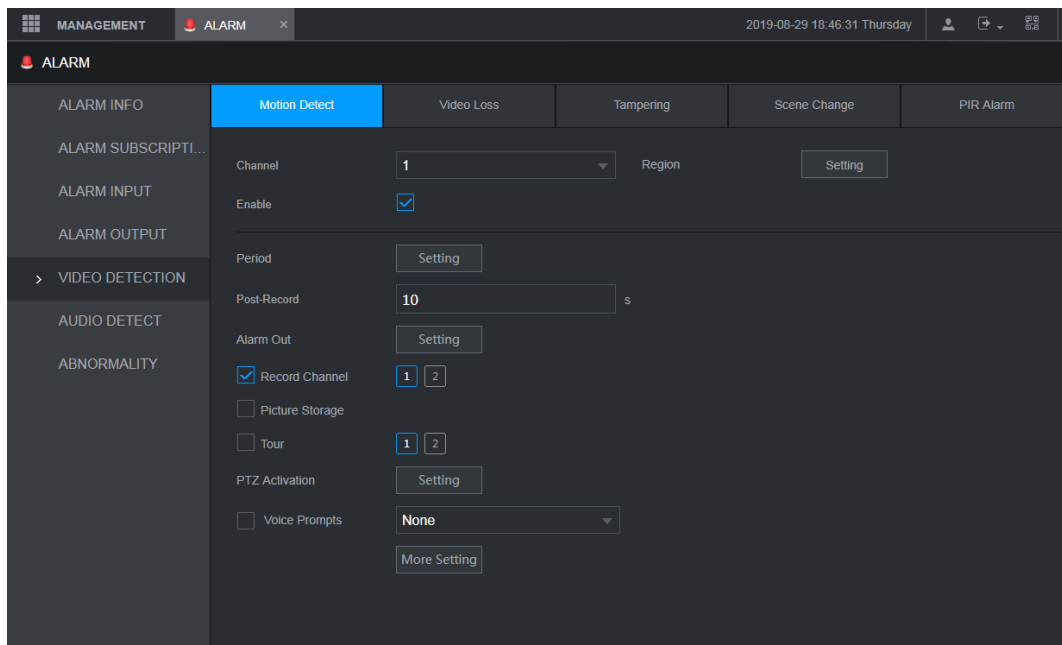 MANAGEMENT ALARM × 2019-08-29 18:46:31 Thursday
ALARM
ALARM INFO
ALARM SUBSCRIPTI...
ALARM INPUT
ALARM OUTPUT
VIDEO DETECTION
AUDIO DETECT
ABNORMALITY
Motion Detect Video Loss Tampering Scene Change PIR Alarm
Channel 1 Region Setting
Enable
Period Setting
Post-Record 10 s
Alarm Out Setting
Record Channel 1 2
Picture Storage
Tour 1 2
PTZ Activation Setting
Voice Prompts None
More Setting